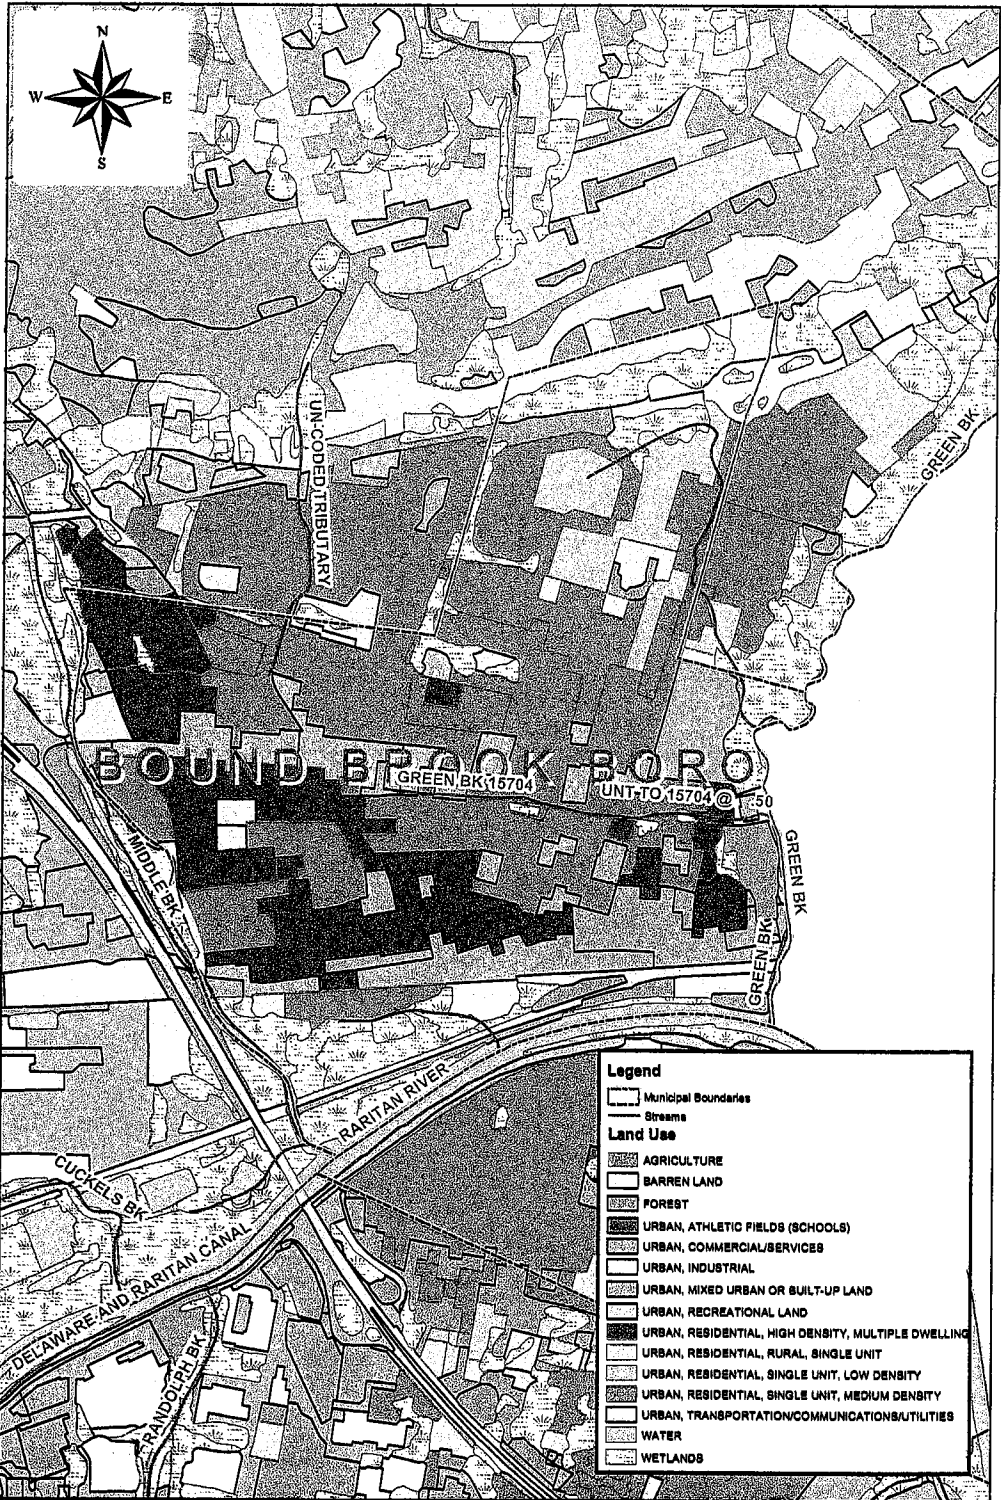 N
W E
S
UN-CODED TRIBUTARY
GREEN BK
BOUND BROOK BORO
GREEN BK 15704
UNT TO 15704 @ .50
MIDDLE BK
GREEN BK
GREEN BK
RARITAN RIVER
CUCKELS BK
DELAWARE AND RARITAN CANAL
RANDOLPH BK
Legend
Municipal Boundaries
Streams
Land Use
AGRICULTURE
BARREN LAND
FOREST
URBAN, ATHLETIC FIELDS (SCHOOLS)
URBAN, COMMERCIAL/SERVICES
URBAN, INDUSTRIAL
URBAN, MIXED URBAN OR BUILT-UP LAND
URBAN, RECREATIONAL LAND
URBAN, RESIDENTIAL, HIGH DENSITY, MULTIPLE DWELLING
URBAN, RESIDENTIAL, RURAL, SINGLE UNIT
URBAN, RESIDENTIAL, SINGLE UNIT, LOW DENSITY
URBAN, RESIDENTIAL, SINGLE UNIT, MEDIUM DENSITY
URBAN, TRANSPORTATION/COMMUNICATIONS/UTILITIES
WATER
WETLANDS